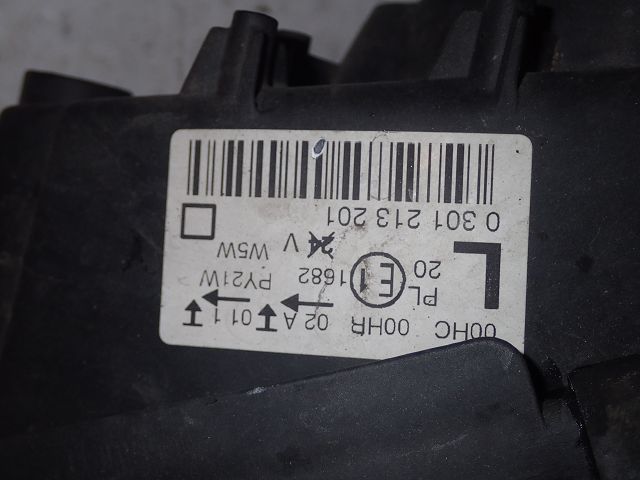 00HC 00HR 02 A 01 1
PL E1 1682 PY21W
20
L 24 V W5W
0 301 213 201